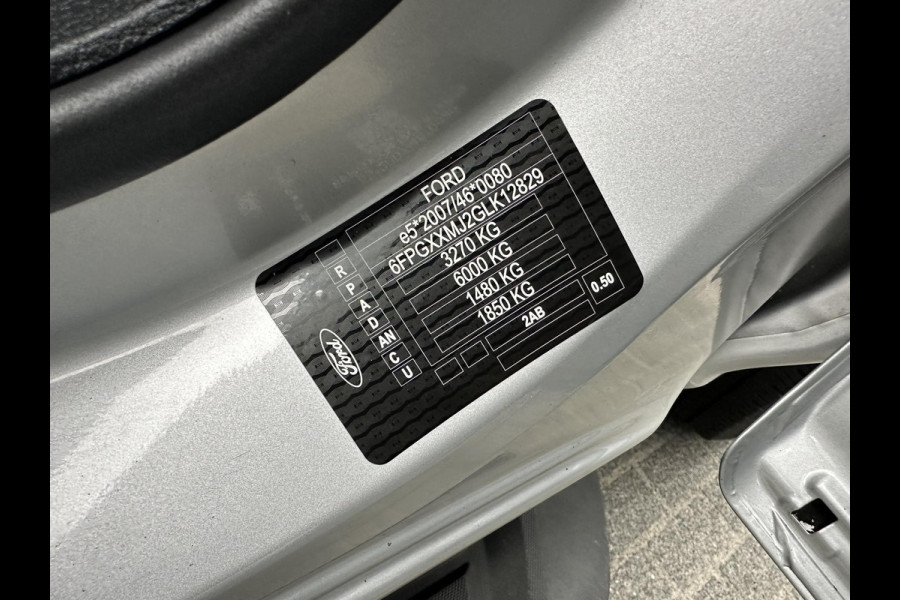 FORD
e5*2007/46*0080
6FPGXXMJ2GLK12829
3270 KG
6000 KG
1480 KG
1850 KG
2AB
0.50
R
P
A
D
AN
C
U
Ford